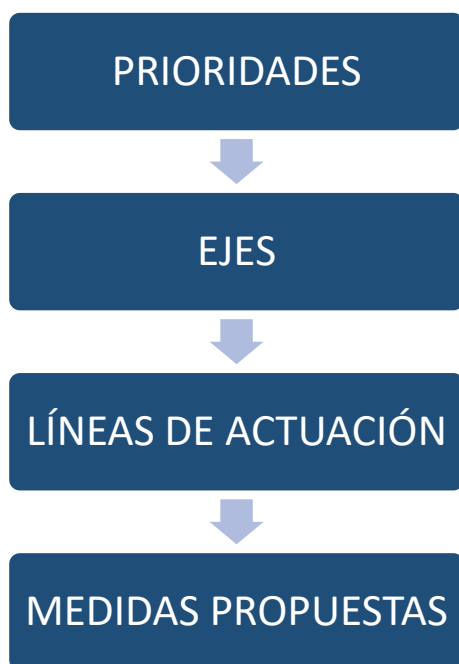 PRIORIDADES
EJES
LÍNEAS DE ACTUACIÓN
MEDIDAS PROPUESTAS